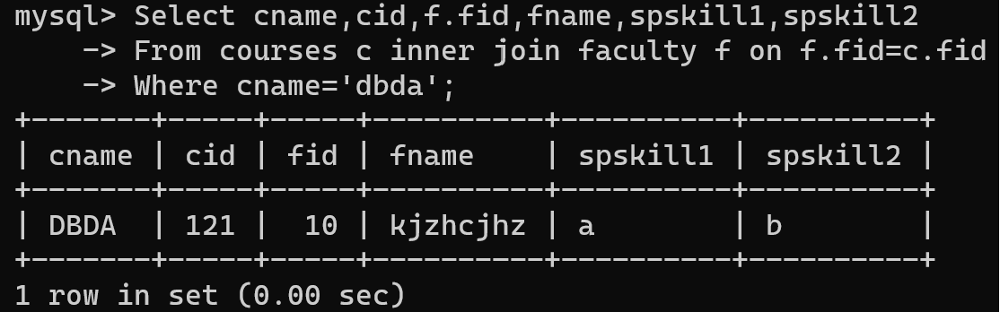 mysql> Select cname,cid,f.fid,fname,spskill1,spskill2
    -> From courses c inner join faculty f on f.fid=c.fid
    -> Where cname='dbda';
+-------+-----+-----+----------+----------+----------+
| cname | cid | fid | fname    | spskill1 | spskill2 |
+-------+-----+-----+----------+----------+----------+
| DBDA  | 121 |  10 | kjzhcjhz | a        | b        |
+-------+-----+-----+----------+----------+----------+
1 row in set (0.00 sec)